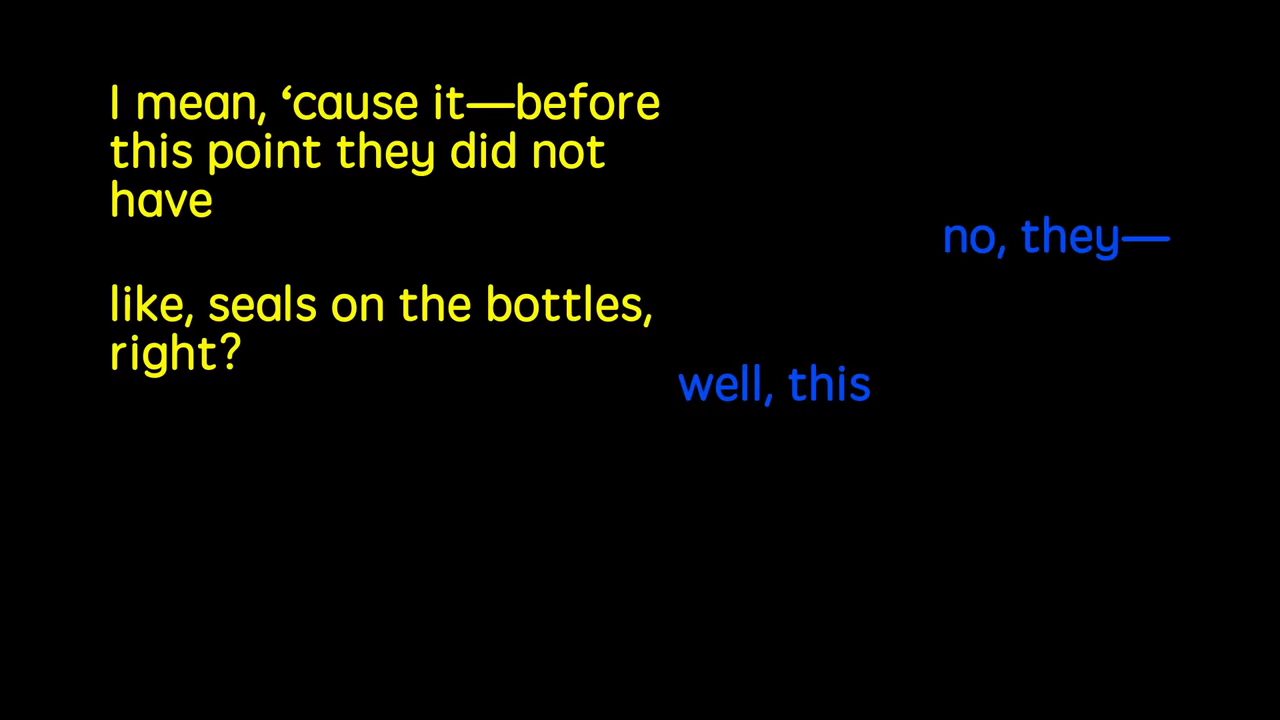 I mean, ‘cause it—before
this point they did not
have
no, they—
like, seals on the bottles,
right?
well, this